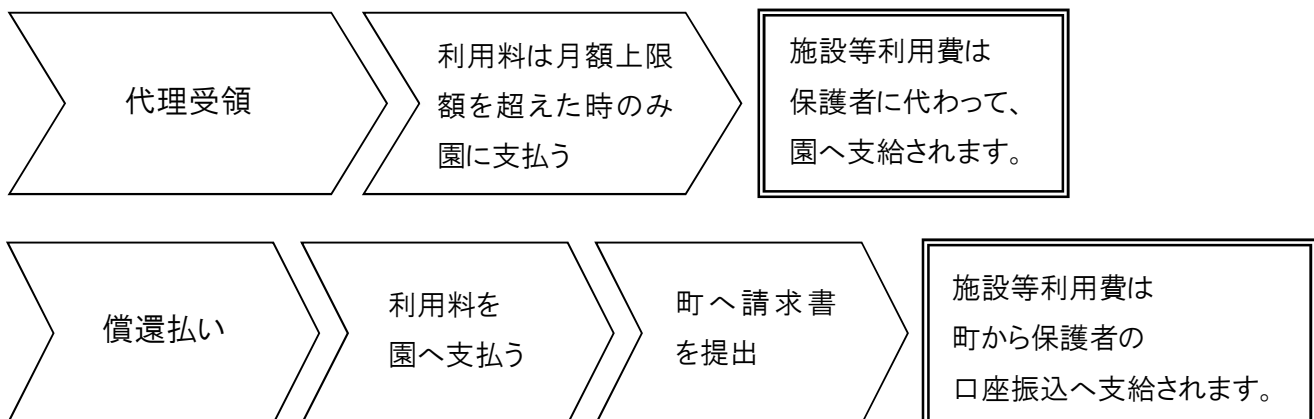 代理受領
利用料は月額上限
額を超えた時のみ
園に支払う
施設等利用費は
保護者に代わって、
園へ支給されます。
償還払い
利用料を
園へ支払う
町へ請求書
を提出
施設等利用費は
町から保護者の
口座振込へ支給されます。